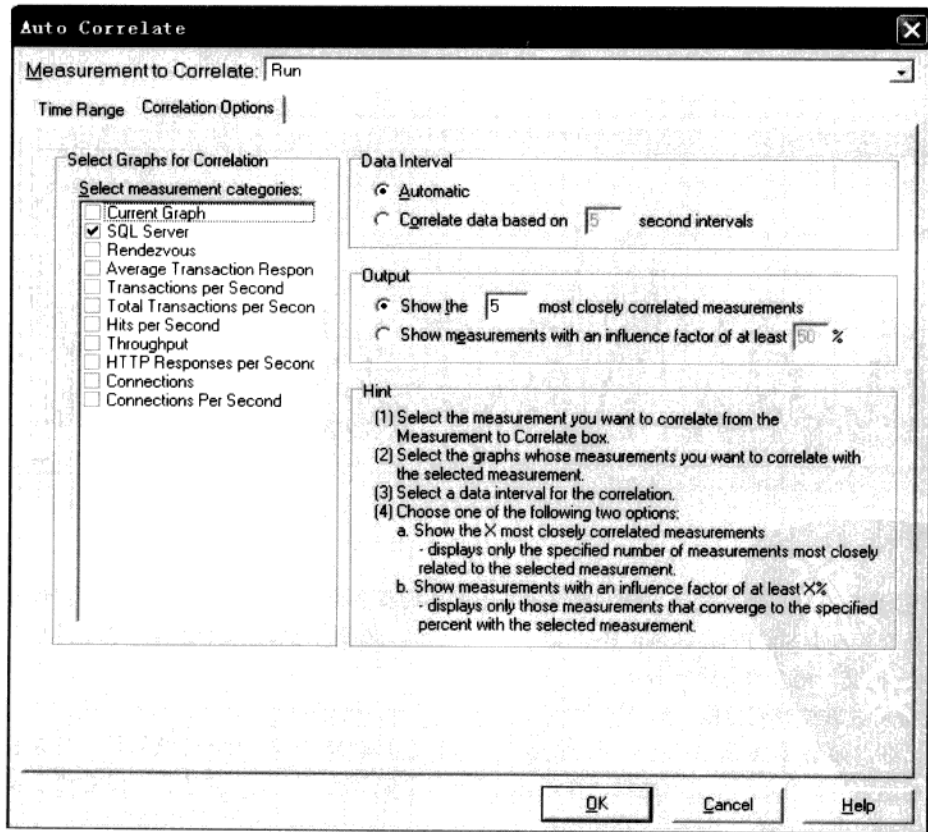 Auto Correlate
Measurement to Correlate: Run
Time Range Correlation Options
Select Graphs for Correlation
Select measurement categories:
Current Graph
SQL Server
Rendezvous
Average Transaction Respon
Transactions per Second
Total Transactions per Secon
Hits per Second
Throughput
HTTP Responses per Second
Connections
Connections Per Second
Data Interval
Automatic
Correlate data based on 5 second intervals
Output
Show the 5 most closely correlated measurements
Show measurements with an influence factor of at least 50 %
Hint
(1) Select the measurement you want to correlate from the
Measurement to Correlate box.
(2) Select the graphs whose measurements you want to correlate with
the selected measurement.
(3) Select a data interval for the correlation.
(4) Choose one of the following two options:
a. Show the X most closely correlated measurements
- displays only the specified number of measurements most closely
related to the selected measurement.
b. Show measurements with an influence factor of at least X%
- displays only those measurements that converge to the specified
percent with the selected measurement.
OK Cancel Help